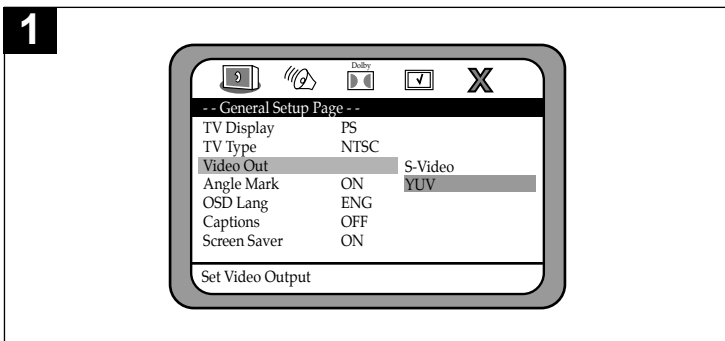 1
Dolby
X
- - General Setup Page - -
TV Display PS
TV Type NTSC
Video Out S-Video
Angle Mark ON YUV
OSD Lang ENG
Captions OFF
Screen Saver ON
Set Video Output